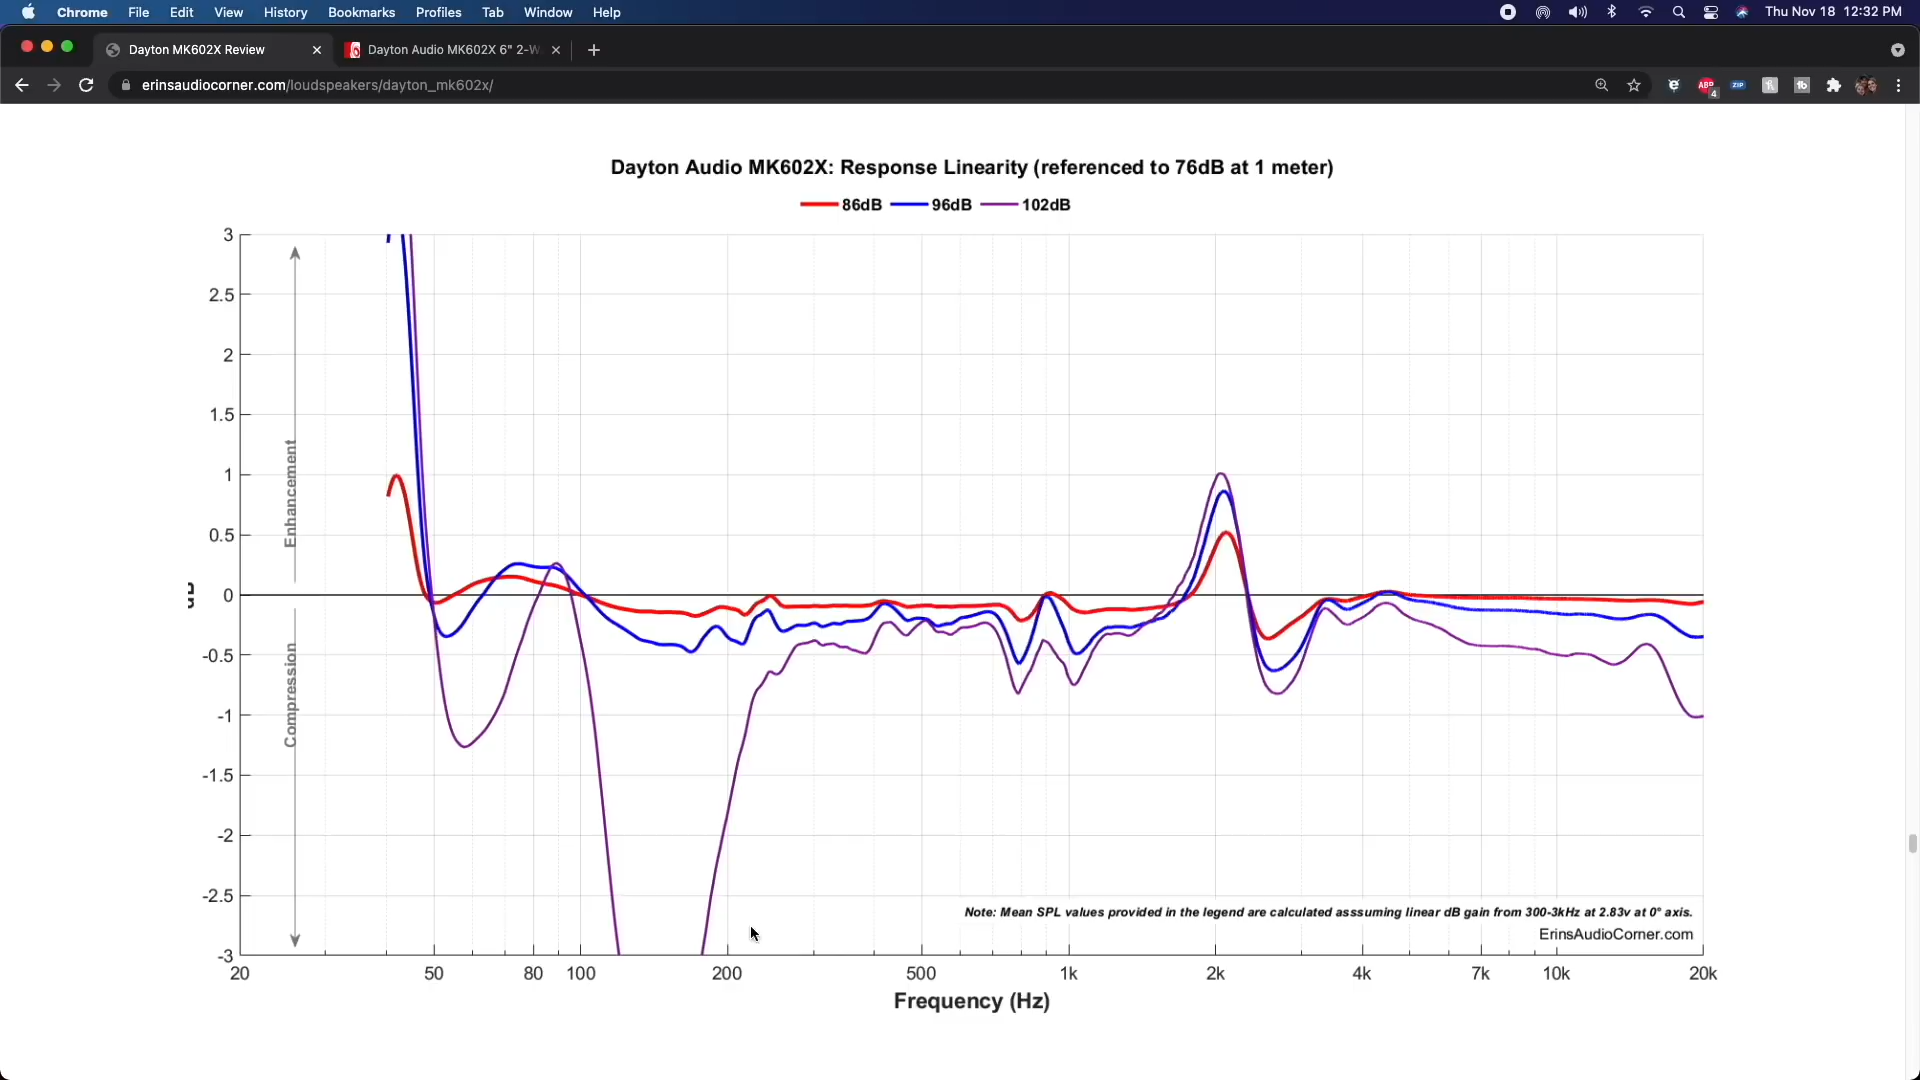 Chrome File Edit View History Bookmarks Profiles Tab Window Help Thu Nov 18 12:32 PM
Dayton MK602X Review Dayton Audio MK602X 6" 2-W
erinsaudiocorner.com/loudspeakers/dayton_mk602x/ ABP 4 ZIP
Dayton Audio MK602X: Response Linearity (referenced to 76dB at 1 meter)
86dB 96dB 102dB
3
2.5
2
1.5
1
0.5
0
-0.5
-1
-1.5
-2
-2.5
-3
dB
Enhancement
Compression
Note: Mean SPL values provided in the legend are calculated asssuming linear dB gain from 300-3kHz at 2.83v at 0° axis.
ErinsAudioCorner.com
20 50 80 100 200 500 1k 2k 4k 7k 10k 20k
Frequency (Hz)